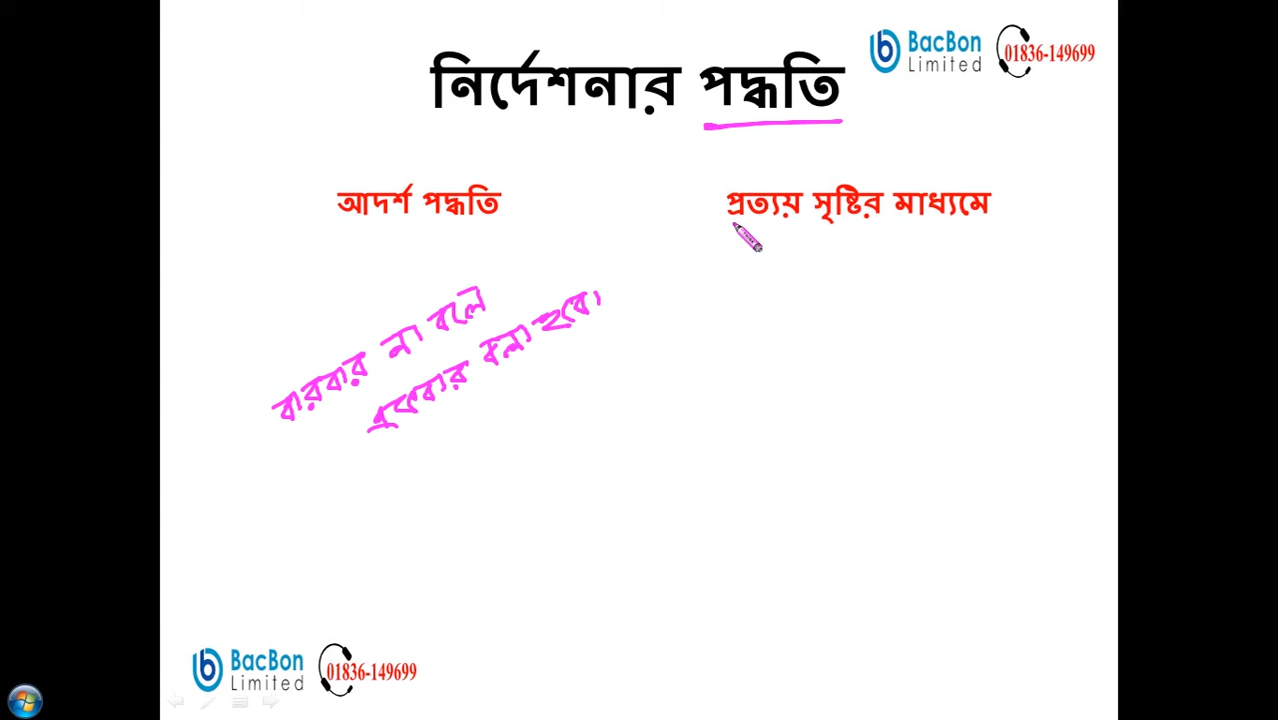 নির্দেশনার পদ্ধতি
BacBon
Limited
01836-149699
আদর্শ পদ্ধতি
প্রত্যয় সৃষ্টির মাধ্যমে
বারবার না বলে
একেবার বলা হবে।
BacBon
Limited
01836-149699